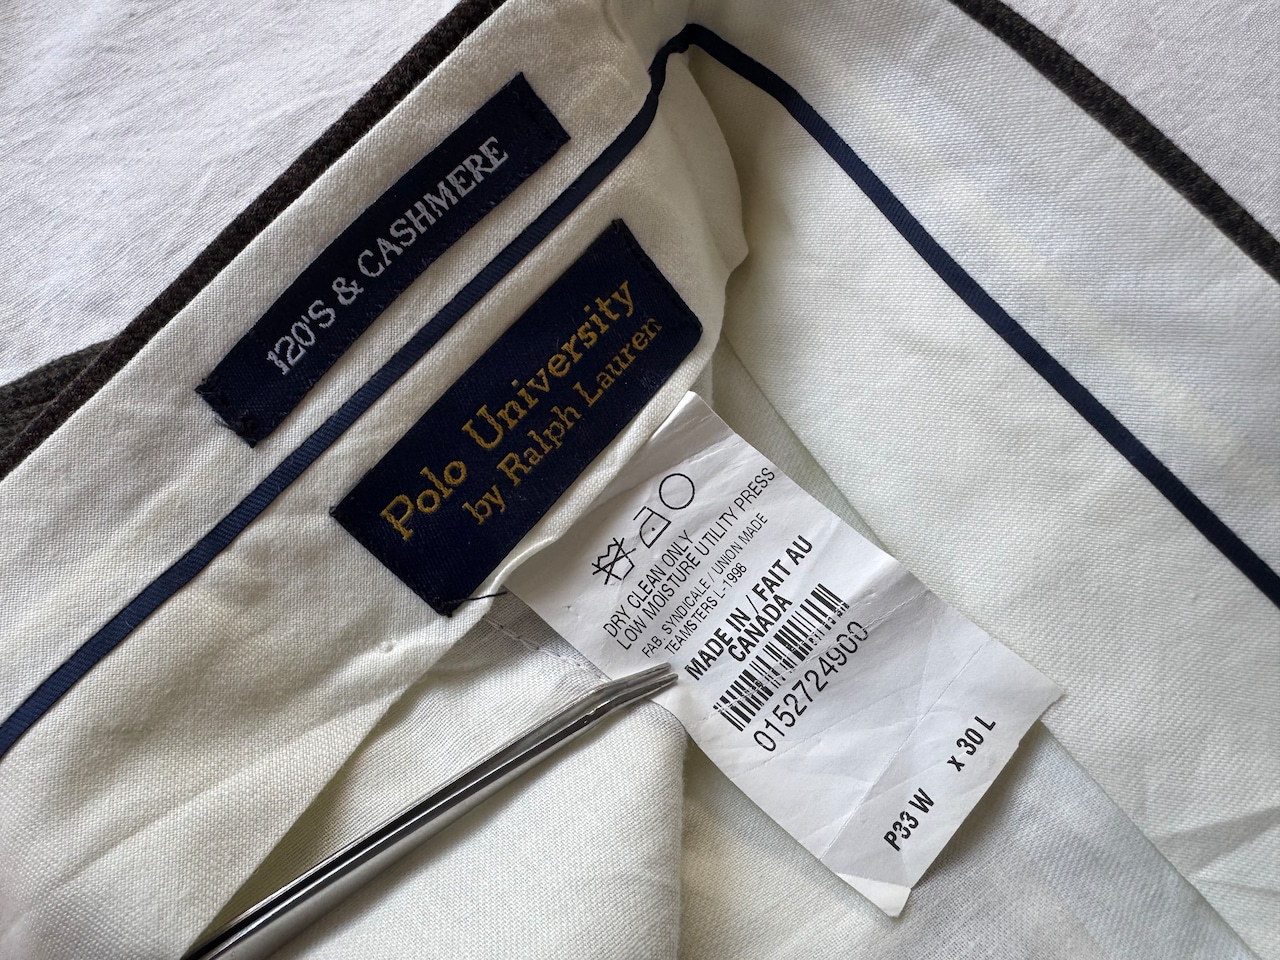 120'S & CASHMERE
Polo University
by Ralph Lauren
DRY CLEAN ONLY
LOW MOISTURE UTILITY PRESS
FAB. SYNDICALE / UNION MADE
TEAMSTERS L-1998
MADE IN / FAIT AU
CANADA
0152724900
P33 W x 30 L